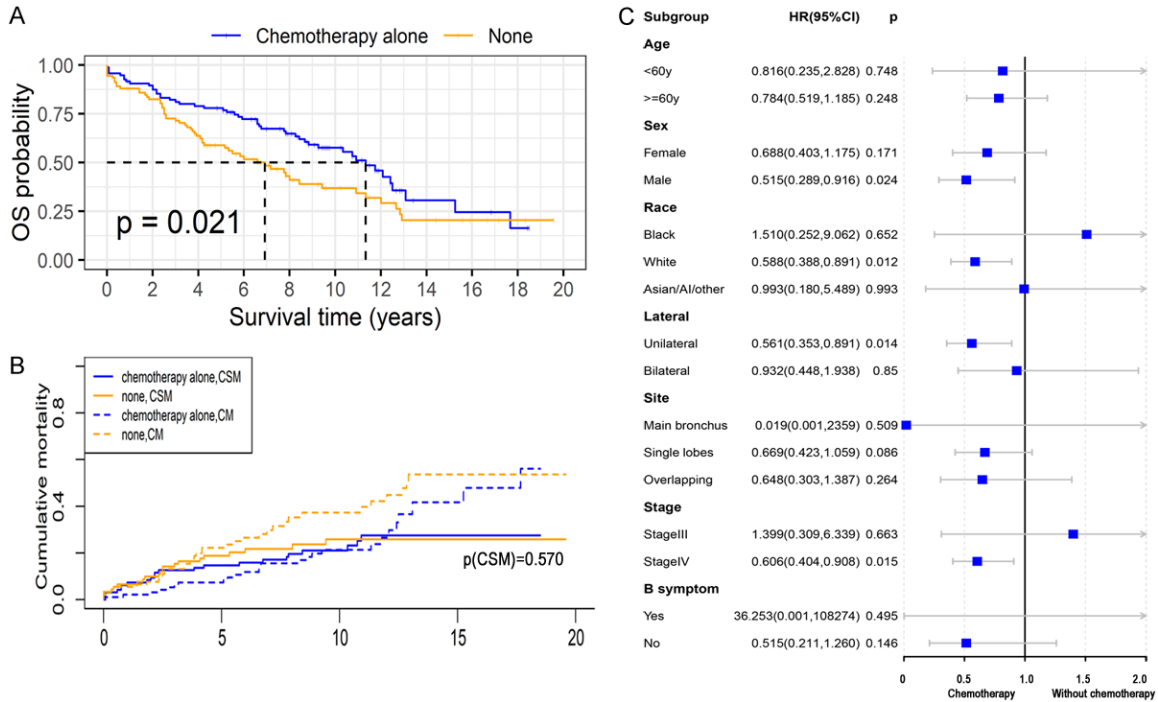 A
Chemotherapy alone None
1.00
0.75
0.50
0.25
0.00
OS probability
p = 0.021
0 2 4 6 8 10 12 14 16 18 20
Survival time (years)
B
chemotherapy alone,CSM
none,CSM
chemotherapy alone,CM
none,CM
0.8
0.4
0.0
Cumulative mortality
p(CSM)=0.570
0 5 10 15 20
C Subgroup HR(95%CI) p
Age
<60y 0.816(0.235,2.828) 0.748
>=60y 0.784(0.519,1.185) 0.248
Sex
Female 0.688(0.403,1.175) 0.171
Male 0.515(0.289,0.916) 0.024
Race
Black 1.510(0.252,9.062) 0.652
White 0.588(0.388,0.891) 0.012
Asian/AI/other 0.993(0.180,5.489) 0.993
Lateral
Unilateral 0.561(0.353,0.891) 0.014
Bilateral 0.932(0.448,1.938) 0.85
Site
Main bronchus 0.019(0.001,2359) 0.509
Single lobes 0.669(0.423,1.059) 0.086
Overlapping 0.648(0.303,1.387) 0.264
Stage
StageIII 1.399(0.309,6.339) 0.663
StageIV 0.606(0.404,0.908) 0.015
B symptom
Yes 36.253(0.001,108274) 0.495
No 0.515(0.211,1.260) 0.146
0 0.5 1.0 1.5 2.0
Chemotherapy Without chemotherapy